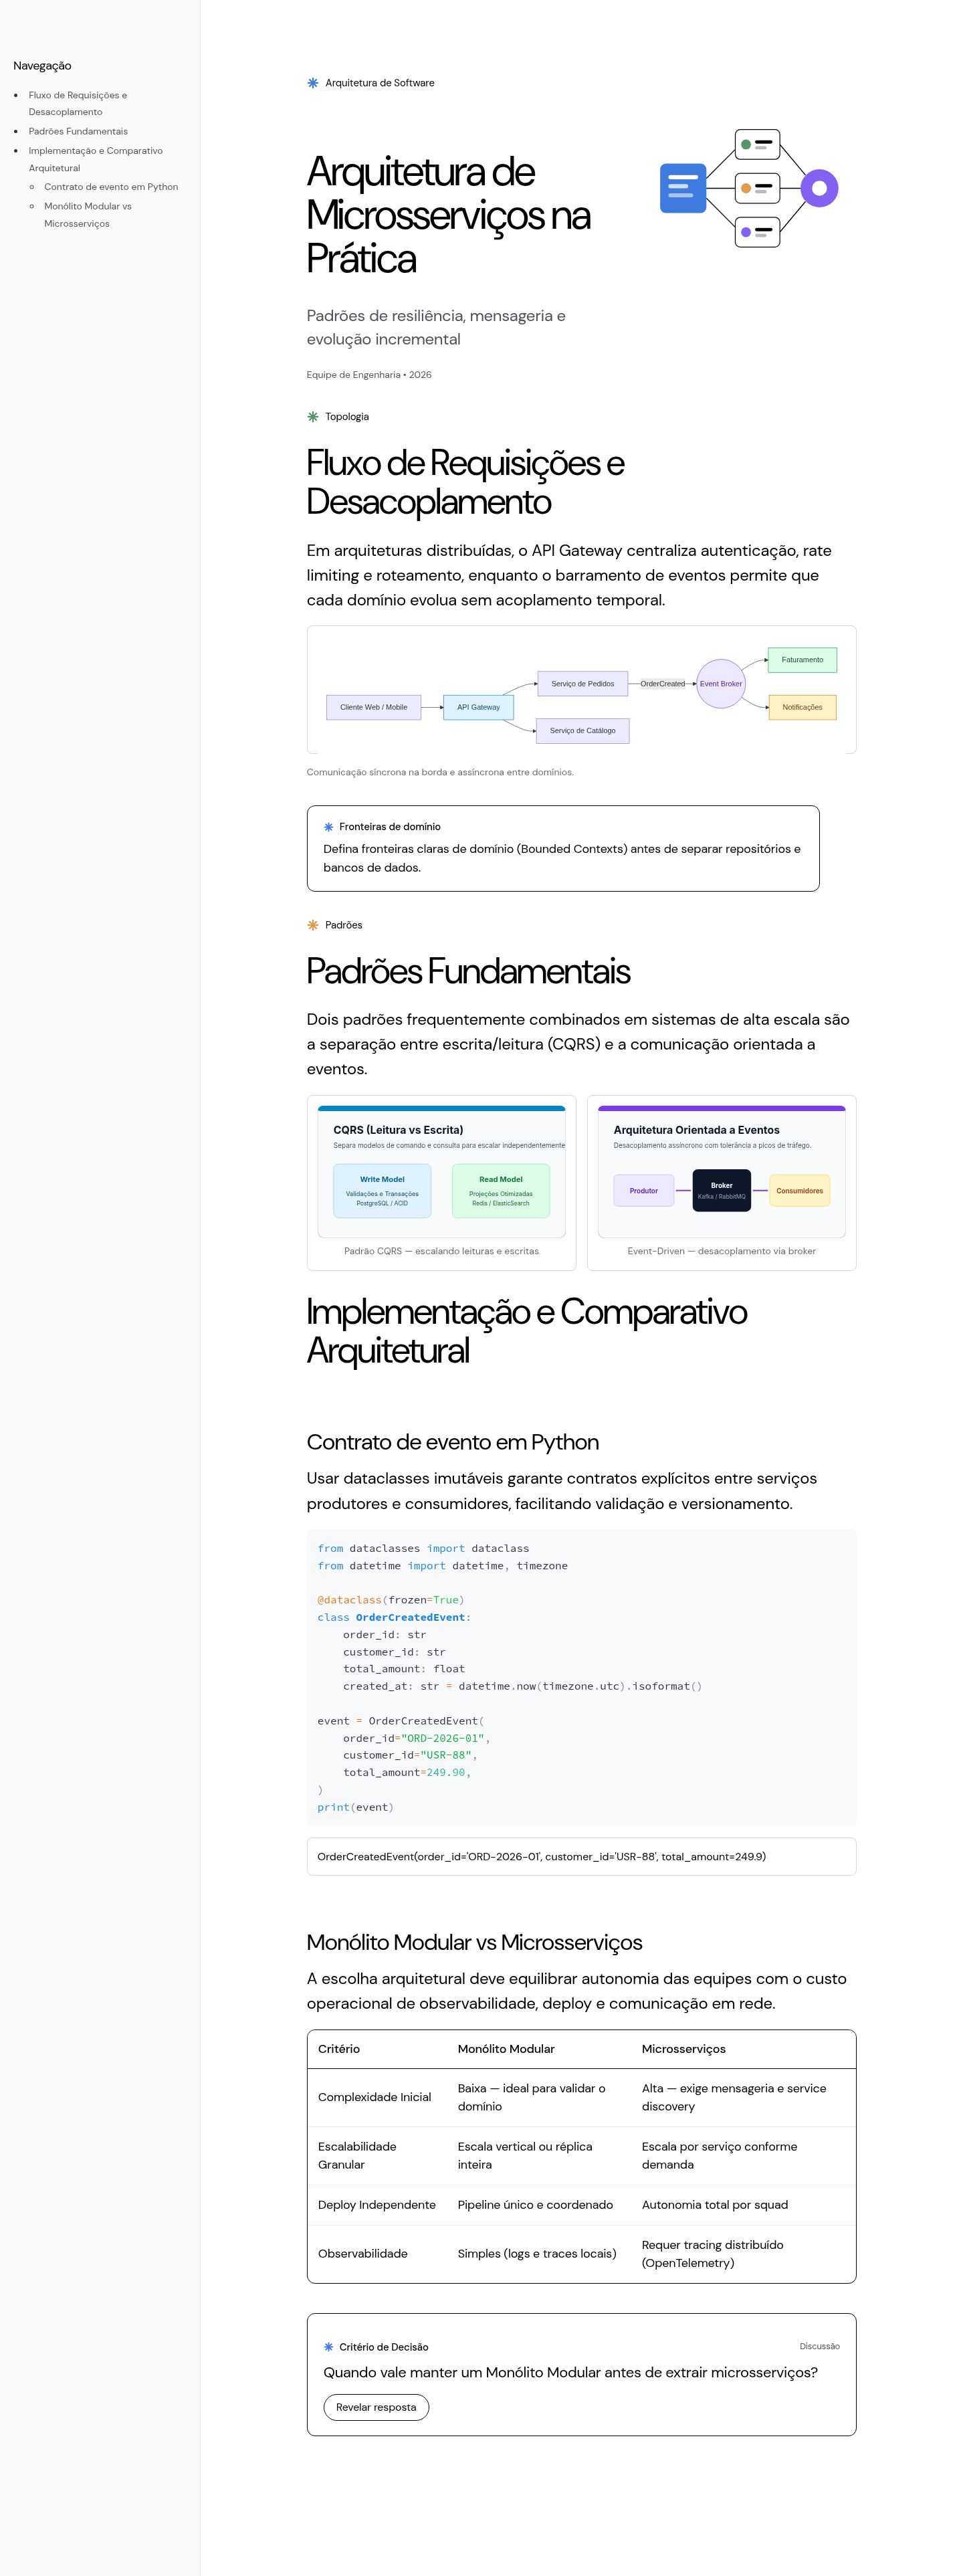 Navegação
Fluxo de Requisições e
Desacoplamento
Padrões Fundamentais
Implementação e Comparativo
Arquitetural
Contrato de evento em Python
Monólito Modular vs
Microsserviços
Arquitetura de Software
Arquitetura de
Microsserviços na
Prática
Padrões de resiliência, mensageria e
evolução incremental
Equipe de Engenharia • 2026
Topologia
Fluxo de Requisições e
Desacoplamento
Em arquiteturas distribuídas, o API Gateway centraliza autenticação, rate
limiting e roteamento, enquanto o barramento de eventos permite que
cada domínio evolua sem acoplamento temporal.
Cliente Web / Mobile
API Gateway
Serviço de Pedidos
Serviço de Catálogo
OrderCreated
Event Broker
Faturamento
Notificações
Comunicação síncrona na borda e assíncrona entre domínios.
Fronteiras de domínio
Defina fronteiras claras de domínio (Bounded Contexts) antes de separar repositórios e
bancos de dados.
Padrões
Padrões Fundamentais
Dois padrões frequentemente combinados em sistemas de alta escala são
a separação entre escrita/leitura (CQRS) e a comunicação orientada a
eventos.
CQRS (Leitura vs Escrita)
Separa modelos de comando e consulta para escalar independentemente
Write Model
Validações e Transações
PostgreSQL / ACID
Read Model
Projeções Otimizadas
Redis / ElasticSearch
Padrão CQRS — escalando leituras e escritas
Arquitetura Orientada a Eventos
Desacoplamento assíncrono com tolerância a picos de tráfego.
Produtor
Broker
Kafka / RabbitMQ
Consumidores
Event-Driven — desacoplamento via broker
Implementação e Comparativo
Arquitetural
Contrato de evento em Python
Usar dataclasses imutáveis garante contratos explícitos entre serviços
produtores e consumidores, facilitando validação e versionamento.
from dataclasses import dataclass
from datetime import datetime, timezone
@dataclass(frozen=True)
class OrderCreatedEvent:
order_id: str
customer_id: str
total_amount: float
created_at: str = datetime.now(timezone.utc).isoformat()
event = OrderCreatedEvent(
order_id="ORD-2026-01",
customer_id="USR-88",
total_amount=249.90,
)
print(event)
OrderCreatedEvent(order_id='ORD-2026-01', customer_id='USR-88', total_amount=249.9)
Monólito Modular vs Microsserviços
A escolha arquitetural deve equilibrar autonomia das equipes com o custo
operacional de observabilidade, deploy e comunicação em rede.
Critério
Monólito Modular
Microsserviços
Complexidade Inicial
Baixa — ideal para validar o
domínio
Alta — exige mensageria e service
discovery
Escalabilidade
Granular
Escala vertical ou réplica
inteira
Escala por serviço conforme
demanda
Deploy Independente
Pipeline único e coordenado
Autonomia total por squad
Observabilidade
Simples (logs e traces locais)
Requer tracing distribuído
(OpenTelemetry)
Critério de Decisão
Discussão
Quando vale manter um Monólito Modular antes de extrair microsserviços?
Revelar resposta